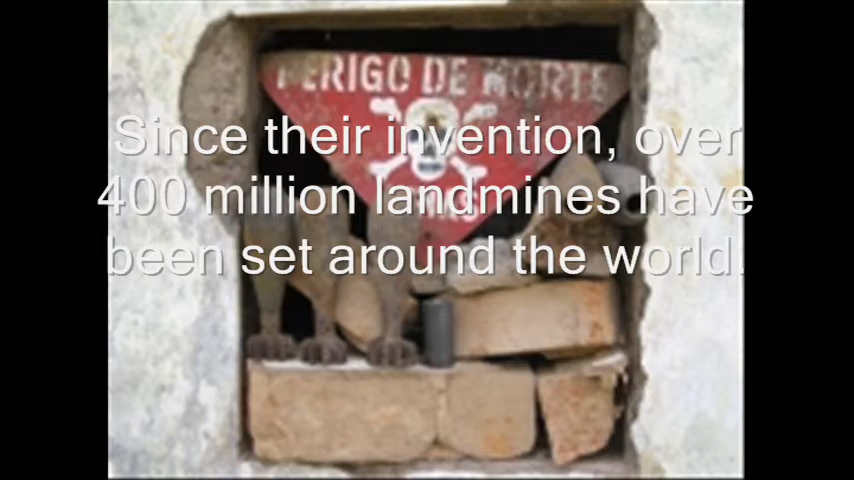 PERIGO DE MORTE
Since their invention, over
400 million landmines have
been set around the world.